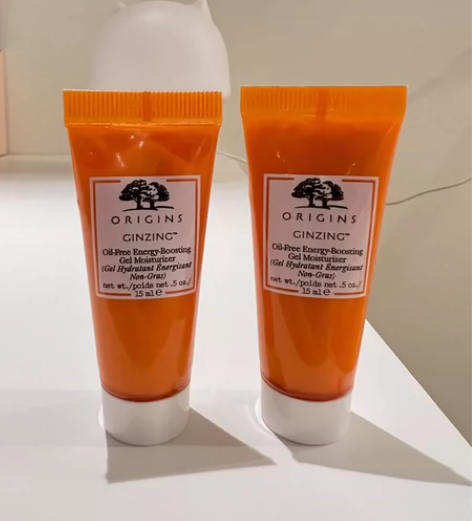 ORIGINS
GINZING™
Oil-Free Energy-Boosting
Gel Moisturizer
(Gel Hydratant Énergisant
Non-Gras)
net wt./poids net .5 oz./
15 ml ℮
ORIGINS
GINZING™
Oil-Free Energy-Boosting
Gel Moisturizer
(Gel Hydratant Énergisant
Non-Gras)
net wt./poids net .5 oz./
15 ml ℮